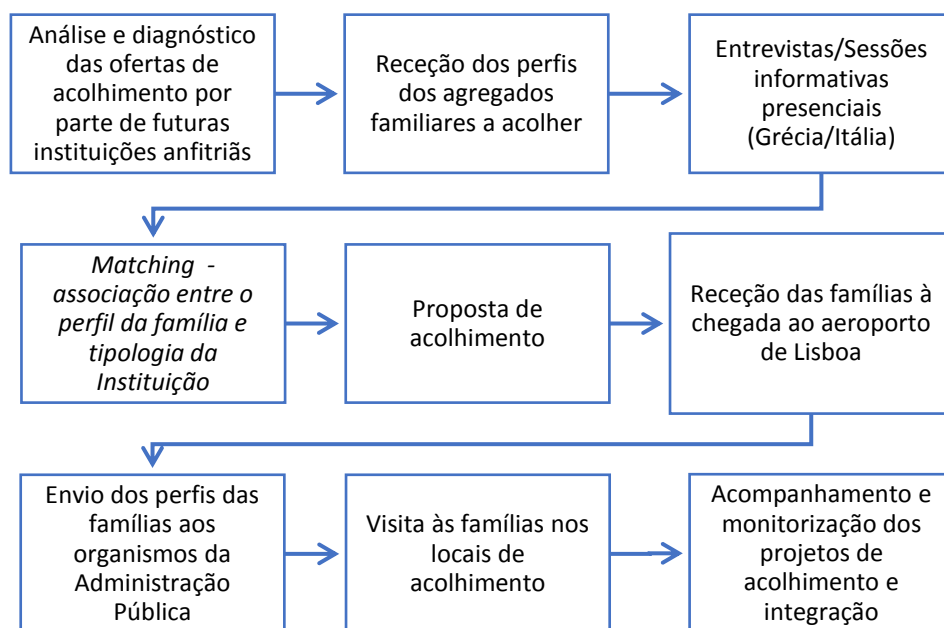 Análise e diagnóstico
das ofertas de
acolhimento por
parte de futuras
instituições anfitriãs
Receção dos perfis
dos agregados
familiares a acolher
Entrevistas/Sessões
informativas
presenciais
(Grécia/Itália)
Matching -
associação entre o
perfil da família e
tipologia da
Instituição
Proposta de
acolhimento
Receção das famílias à
chegada ao aeroporto
de Lisboa
Envio dos perfis das
famílias aos
organismos da
Administração
Pública
Visita às famílias nos
locais de
acolhimento
Acompanhamento e
monitorização dos
projetos de
acolhimento e
integração